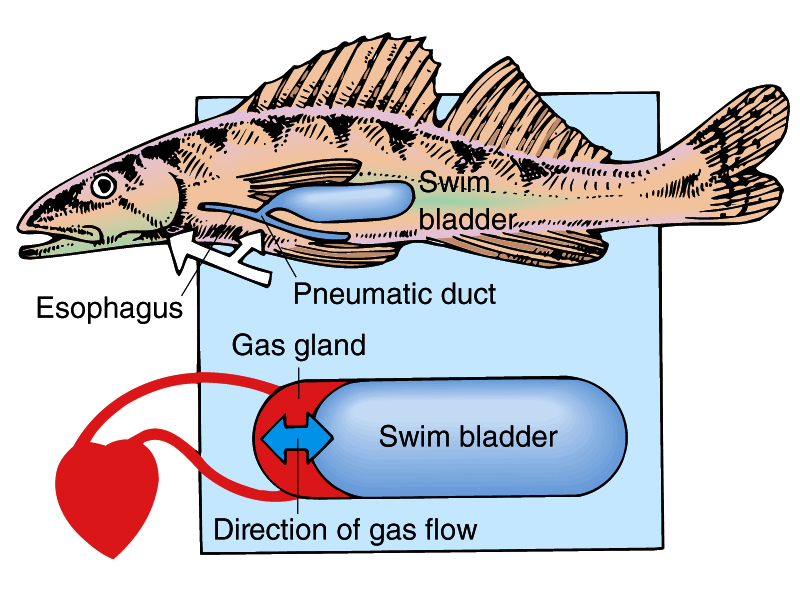 Swim
bladder
Esophagus
Pneumatic duct
Gas gland
Swim bladder
Direction of gas flow